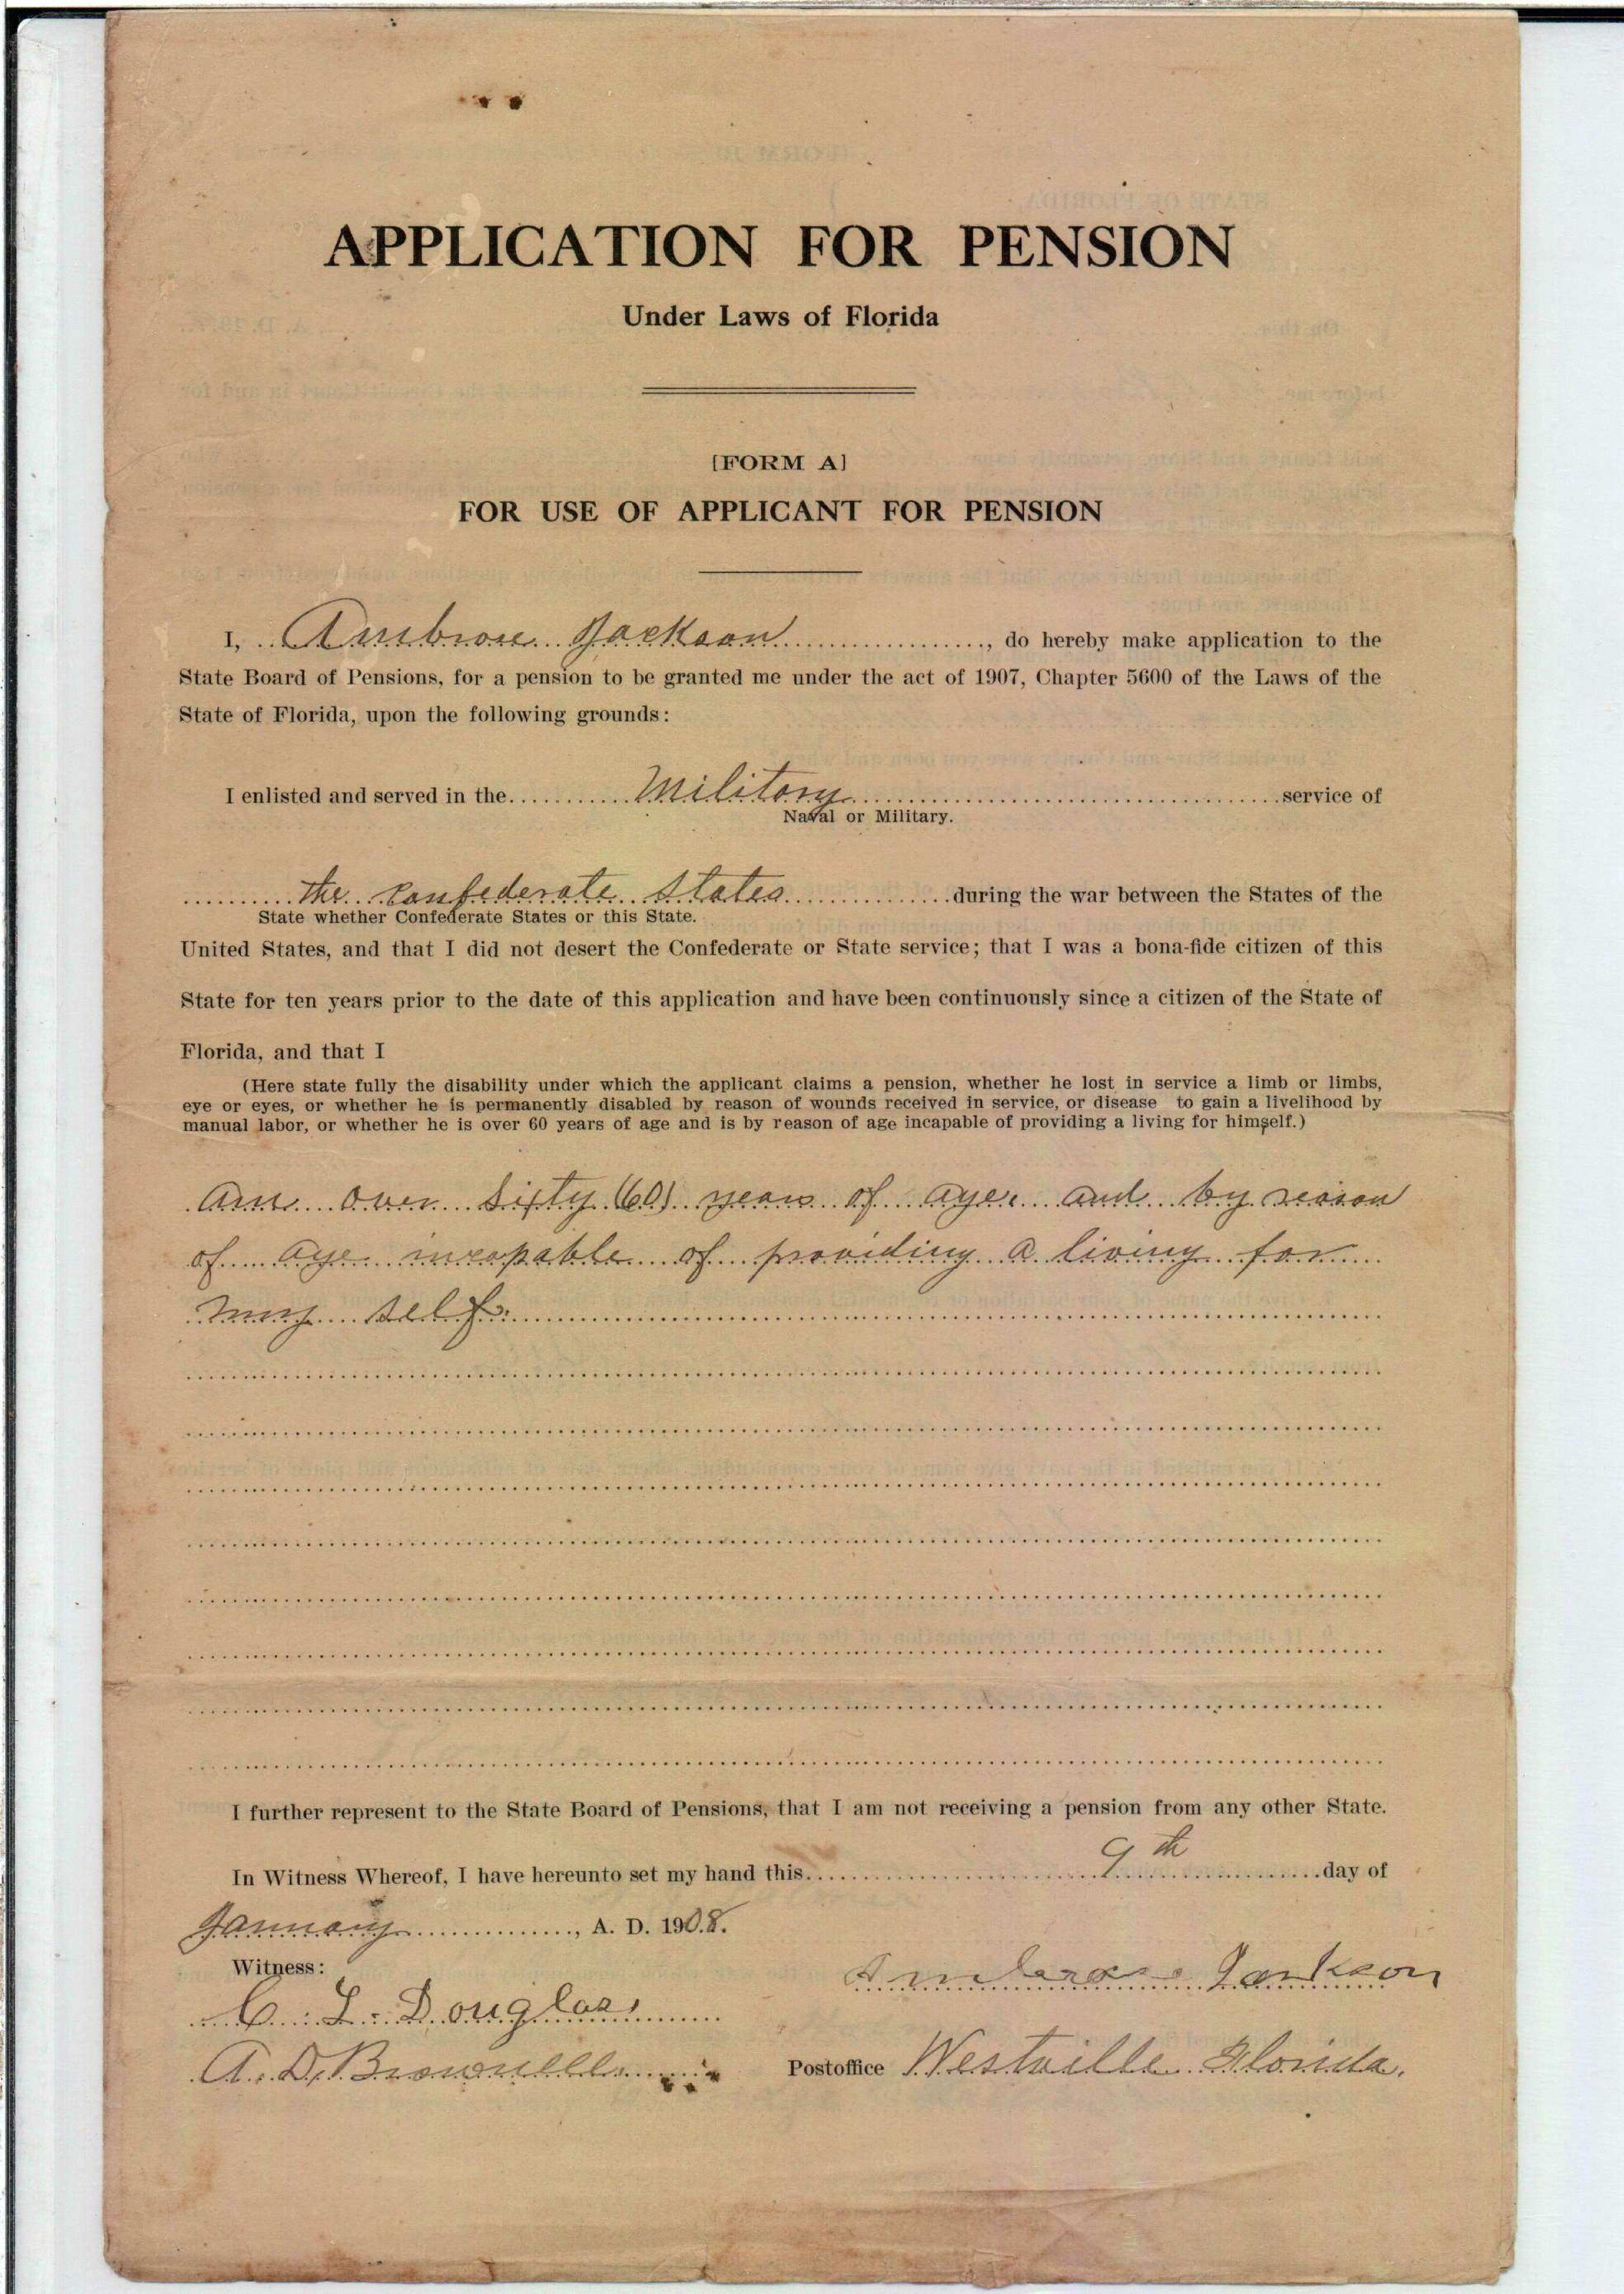 APPLICATION FOR PENSION
Under Laws of Florida
[FORM A]
FOR USE OF APPLICANT FOR PENSION
I, Ambrose Jackson, do hereby make application to the
State Board of Pensions, for a pension to be granted me under the act of 1907, Chapter 5600 of the Laws of the
State of Florida, upon the following grounds:
I enlisted and served in the Military service of
Naval or Military.
the Confederate States during the war between the States of the
State whether Confederate States or this State.
United States, and that I did not desert the Confederate or State service; that I was a bona-fide citizen of this
State for ten years prior to the date of this application and have been continuously since a citizen of the State of
Florida, and that I
(Here state fully the disability under which the applicant claims a pension, whether he lost in service a limb or limbs,
eye or eyes, or whether he is permanently disabled by reason of wounds received in service, or disease to gain a livelihood by
manual labor, or whether he is over 60 years of age and is by reason of age incapable of providing a living for himself.)
am over Sixty (60) years of age. and by reason
of age incapable of providing a living for
my self.
I further represent to the State Board of Pensions, that I am not receiving a pension from any other State.
In Witness Whereof, I have hereunto set my hand this 9th day of
January, A. D. 1908.
Witness:
Ambrose Jackson
C. L. Douglass
A. D. Brownell
Postoffice Westville Florida.